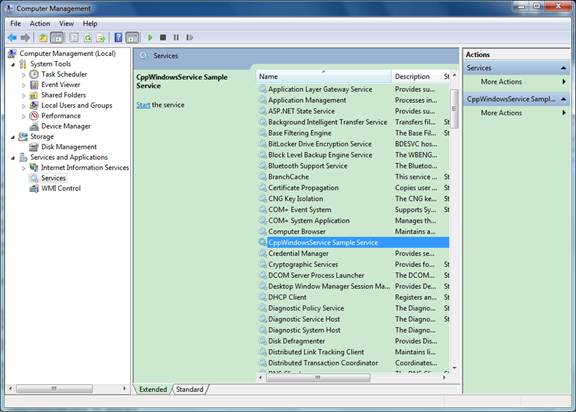 Computer Management
File Action View Help
Computer Management (Local)
System Tools
Task Scheduler
Event Viewer
Shared Folders
Local Users and Groups
Performance
Device Manager
Storage
Disk Management
Services and Applications
Internet Information Services
Services
WMI Control
Services
CppWindowsService Sample
Service
Start the service
Name Description St
Application Layer Gateway Service Provides su...
Application Management Processes in...
ASP.NET State Service Provides su...
Background Intelligent Transfer Service Transfers fil... St
Base Filtering Engine The Base Fil... St
BitLocker Drive Encryption Service BDESVC hos...
Block Level Backup Engine Service The WBENG...
Bluetooth Support Service The Bluetoo...
BranchCache This service ... St
Certificate Propagation Copies user ... St
CNG Key Isolation The CNG ke... St
COM+ Event System Supports Sy... St
COM+ System Application Manages th...
Computer Browser Maintains a...
CppWindowsService Sample Service
Credential Manager Provides se...
Cryptographic Services Provides fo... St
DCOM Server Process Launcher The DCOM... St
Desktop Window Manager Session Ma... Provides De... St
DHCP Client Registers an... St
Diagnostic Policy Service The Diagno... St
Diagnostic Service Host The Diagno... St
Diagnostic System Host The Diagno...
Disk Defragmenter Provides Dis...
Distributed Link Tracking Client Maintains li... St
Distributed Transaction Coordinator Coordinates...
Extended Standard
Actions
Services
More Actions
CppWindowsService Sampl...
More Actions